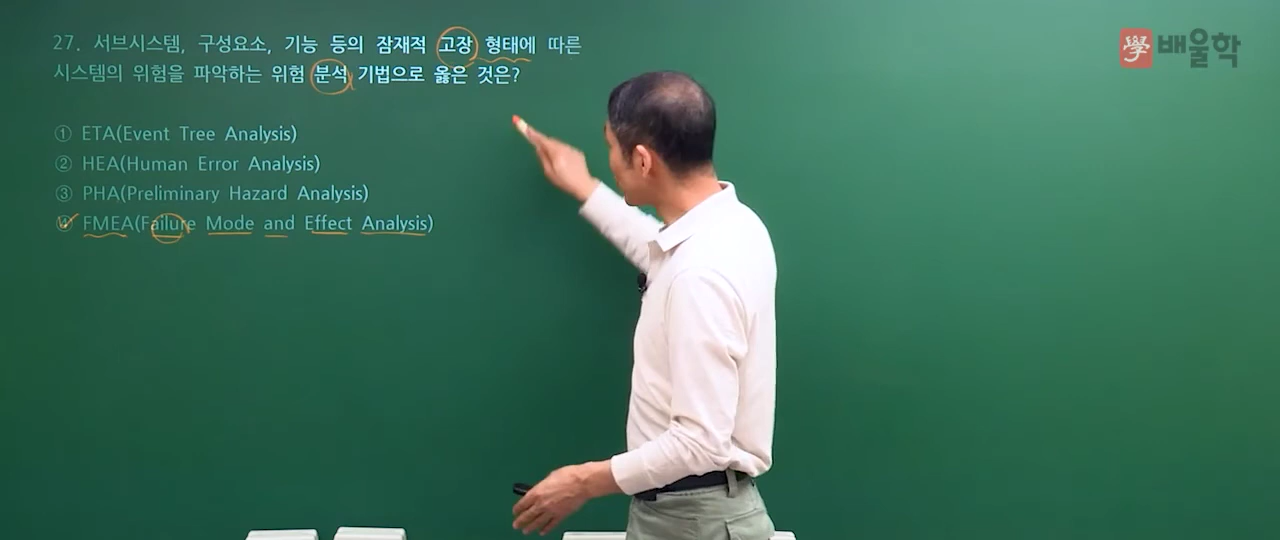 27. 서브시스템, 구성요소, 기능 등의 잠재적 고장 형태에 따른
시스템의 위험을 파악하는 위험 분석 기법으로 옳은 것은?
① ETA(Event Tree Analysis)
② HEA(Human Error Analysis)
③ PHA(Preliminary Hazard Analysis)
④ FMEA(Failure Mode and Effect Analysis)
學 배울학